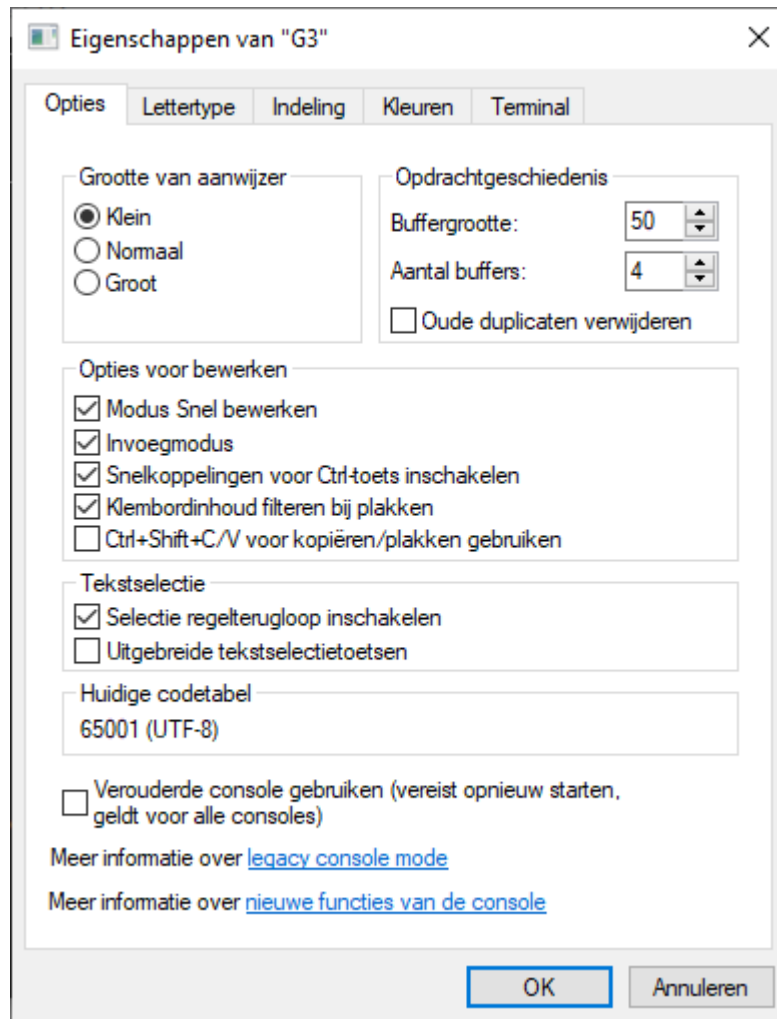 Eigenschappen van "G3"
Opties Lettertype Indeling Kleuren Terminal
Grootte van aanwijzer
Klein
Normaal
Groot
Opdrachtgeschiedenis
Buffergrootte: 50
Aantal buffers: 4
Oude duplicaten verwijderen
Opties voor bewerken
Modus Snel bewerken
Invoegmodus
Snelkoppelingen voor Ctrl-toets inschakelen
Klembordinhoud filteren bij plakken
Ctrl+Shift+C/V voor kopiëren/plakken gebruiken
Tekstselectie
Selectie regelterugloop inschakelen
Uitgebreide tekstselectietoetsen
Huidige codetabel
65001 (UTF-8)
Verouderde console gebruiken (vereist opnieuw starten,
geldt voor alle consoles)
Meer informatie over legacy console mode
Meer informatie over nieuwe functies van de console
OK Annuleren